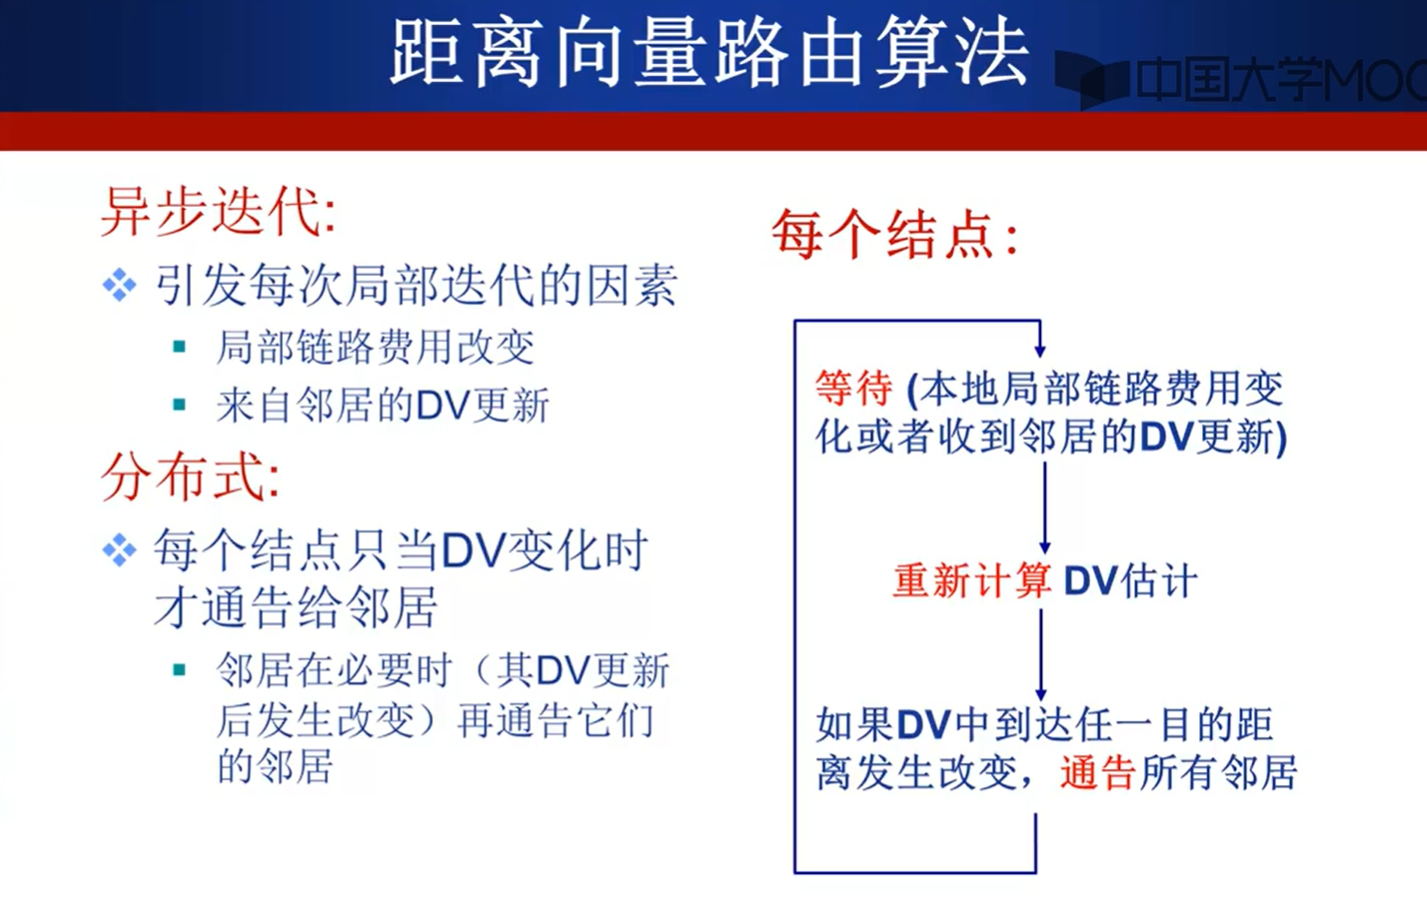 距离向量路由算法
中国大学MOO
异步迭代:
引发每次局部迭代的因素
局部链路费用改变
来自邻居的DV更新
分布式:
每个结点只当DV变化时
才通告给邻居
邻居在必要时（其DV更新
后发生改变）再通告它们
的邻居
每个结点:
等待 (本地局部链路费用变
化或者收到邻居的DV更新)
重新计算 DV估计
如果DV中到达任一目的距
离发生改变，通告所有邻居